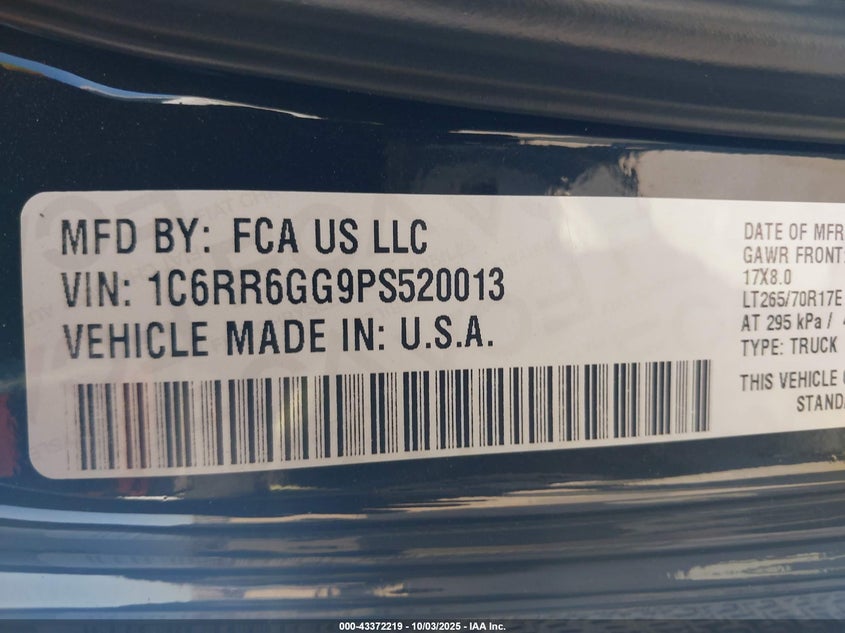 MFD BY: FCA US LLC
VIN: 1C6RR6GG9PS520013
VEHICLE MADE IN: U.S.A.
DATE OF MFR
GAWR FRONT:
17X8.0
LT265/70R17E
AT 295 kPa /
TYPE: TRUCK
THIS VEHICLE
STANDA
000-43372219 - 10/03/2025 - IAA Inc.